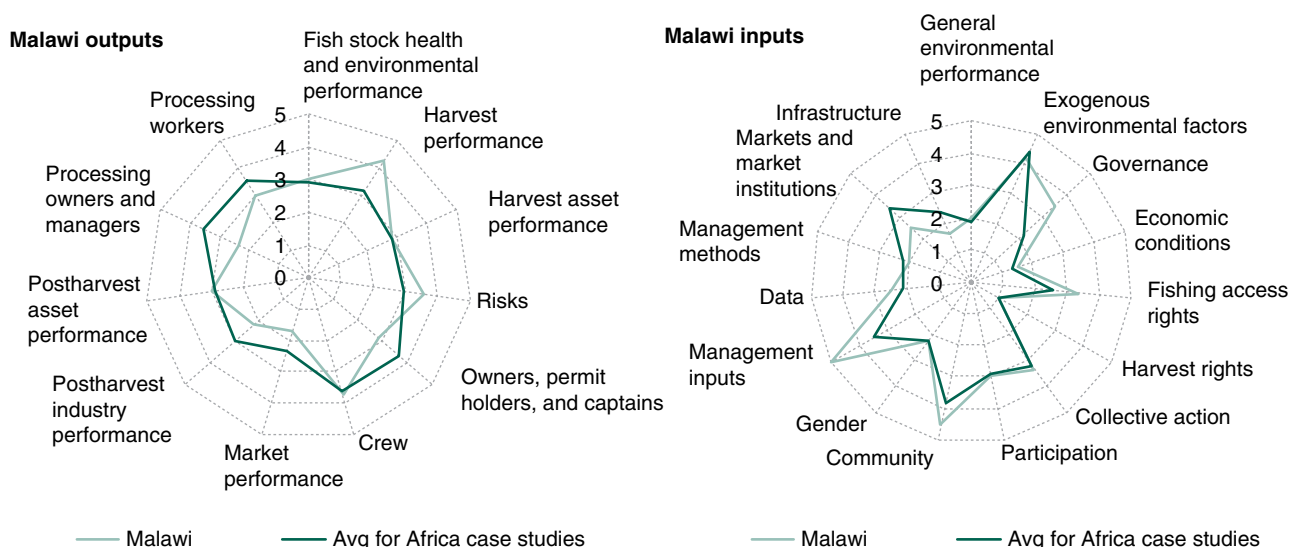 Malawi outputs
Fish stock health
and environmental
performance
Harvest
performance
Harvest asset
performance
Risks
Owners, permit
holders, and captains
Crew
Market
performance
Postharvest
industry
performance
Postharvest
asset
performance
Processing
owners and
managers
Processing
workers
5
4
3
2
1
0
Malawi
Avg for Africa case studies
Malawi inputs
General
environmental
performance
Exogenous
environmental factors
Governance
Economic
conditions
Fishing access
rights
Harvest rights
Collective action
Participation
Community
Gender
Management
inputs
Data
Management
methods
Markets and
market
institutions
Infrastructure
5
4
3
2
1
0
Malawi
Avg for Africa case studies